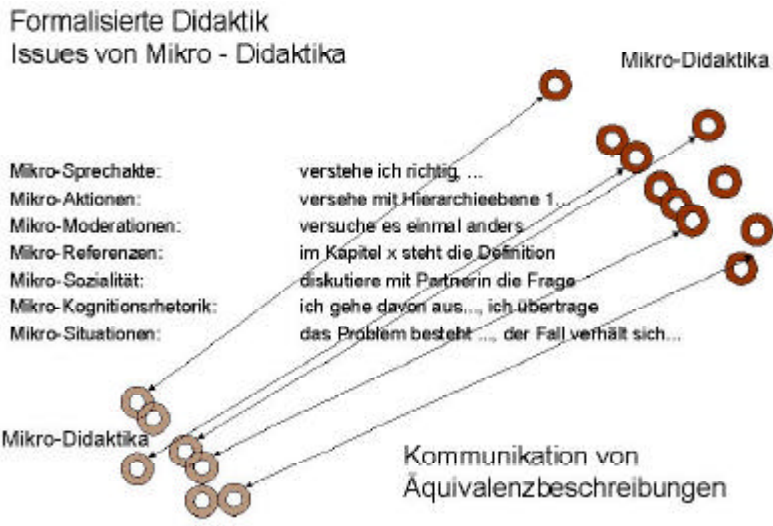 Formalisierte Didaktik
Issues von Mikro - Didaktika
Mikro-Didaktika
Mikro-Sprechakte: verstehe ich richtig, ...
Mikro-Aktionen: versehe mit Hierarchieebene 1...
Mikro-Moderationen: versuche es einmal anders
Mikro-Referenzen: im Kapitel x steht die Definition
Mikro-Sozialität: diskutiere mit Partnerin die Frage
Mikro-Kognitionsrhetorik: ich gehe davon aus..., ich übertrage
Mikro-Situationen: das Problem besteht ..., der Fall verhält sich...
Mikro-Didaktika
Kommunikation von
Äquivalenzbeschreibungen